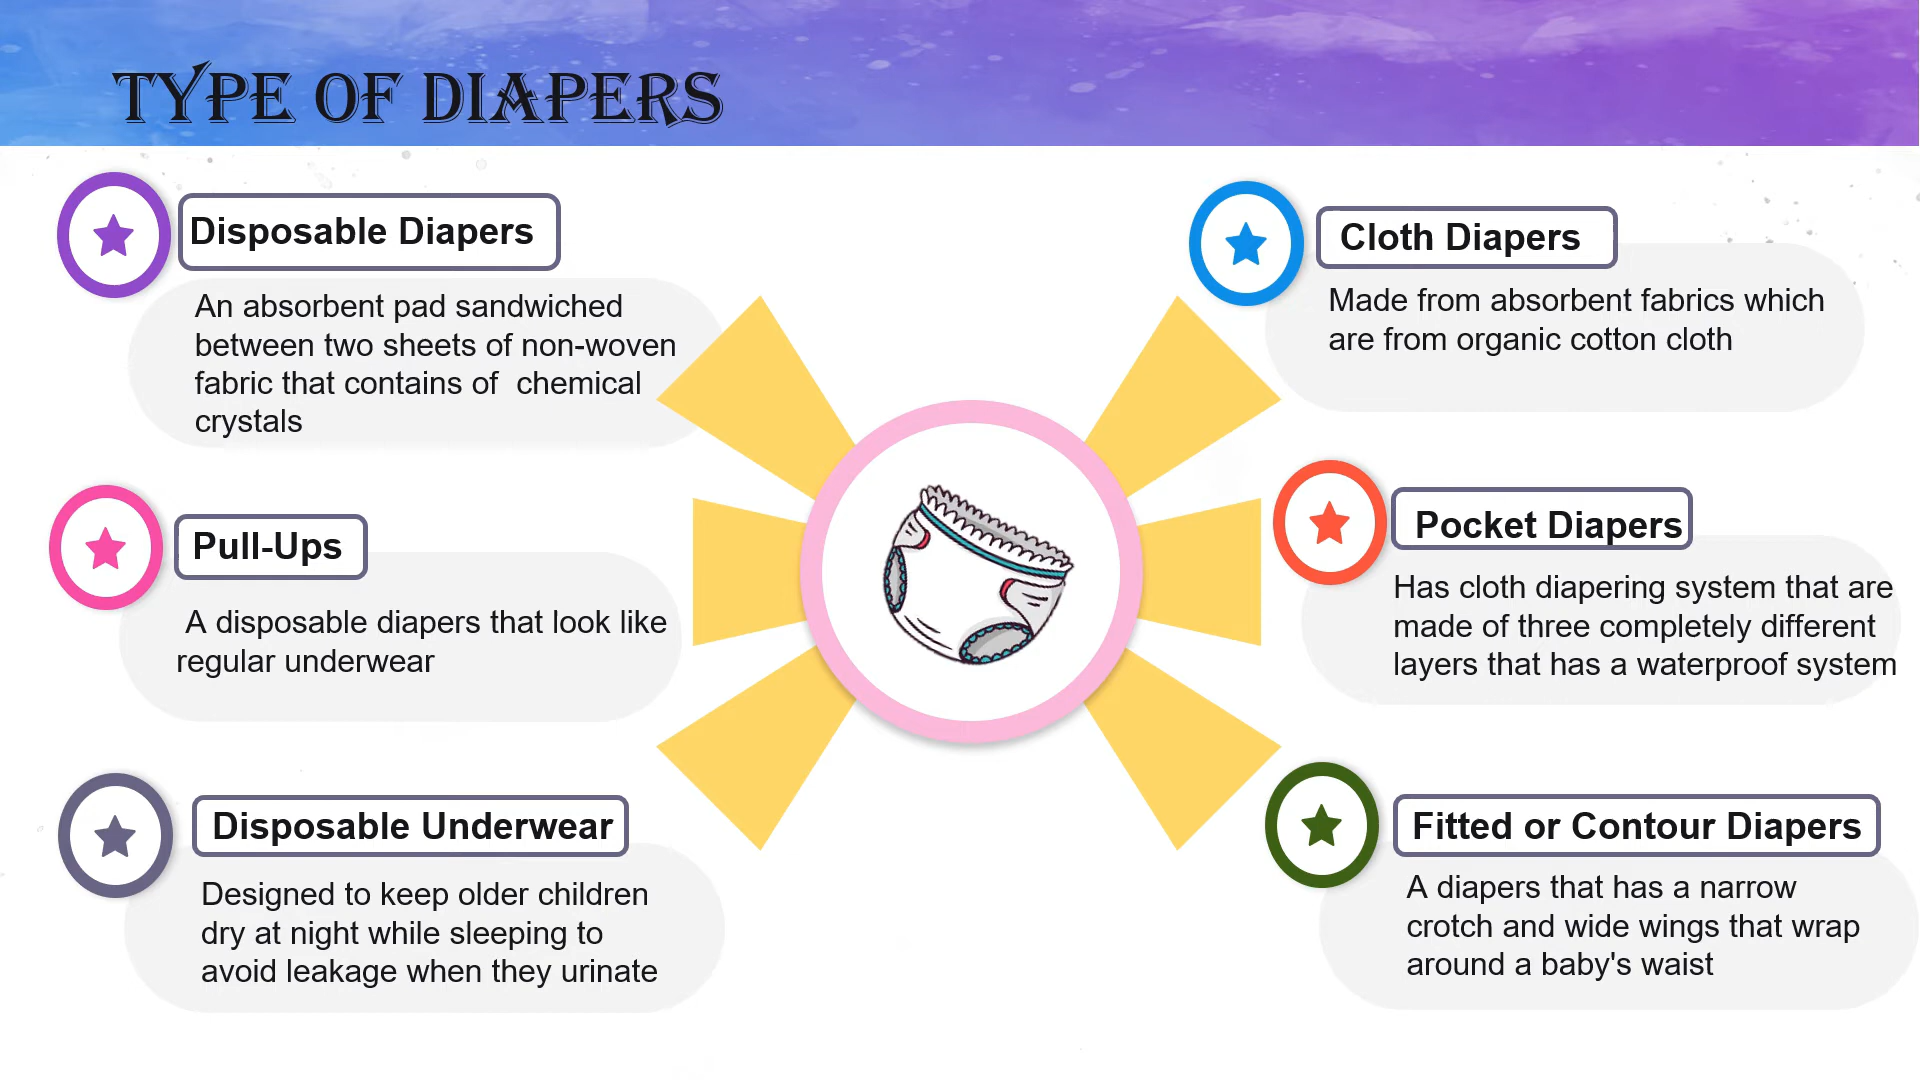 TYPE OF DIAPERS
Disposable Diapers
An absorbent pad sandwiched
between two sheets of non-woven
fabric that contains of  chemical
crystals
Pull-Ups
A disposable diapers that look like
regular underwear
Disposable Underwear
Designed to keep older children
dry at night while sleeping to
avoid leakage when they urinate
Cloth Diapers
Made from absorbent fabrics which
are from organic cotton cloth
Pocket Diapers
Has cloth diapering system that are
made of three completely different
layers that has a waterproof system
Fitted or Contour Diapers
A diapers that has a narrow
crotch and wide wings that wrap
around a baby's waist